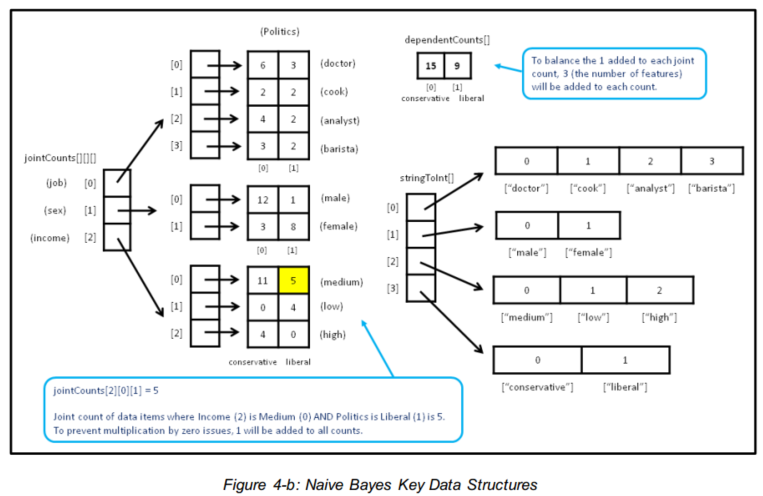 (Politics)
[0] 6 3 (doctor)
[1] 2 2 (cook)
[2] 4 2 (analyst)
[3] 3 2 (barista)
[0] [1]
jointCounts[][][]
(job) [0]
(sex) [1]
(income) [2]
[0] 12 1 (male)
[1] 3 8 (female)
[0] [1]
[0] 11 5 (medium)
[1] 0 4 (low)
[2] 4 0 (high)
conservative liberal
dependentCounts[]
15 9
[0] [1]
conservative liberal
To balance the 1 added to each joint
count, 3 (the number of features)
will be added to each count.
stringToInt[]
[0]
[1]
[2]
[3]
0 1 2 3
["doctor"] ["cook"] ["analyst"] ["barista"]
0 1
["male"] ["female"]
0 1 2
["medium"] ["low"] ["high"]
0 1
["conservative"] ["liberal"]
jointCounts[2][0][1] = 5
Joint count of data items where Income (2) is Medium (0) AND Politics is Liberal (1) is 5.
To prevent multiplication by zero issues, 1 will be added to all counts.
Figure 4-b: Naive Bayes Key Data Structures